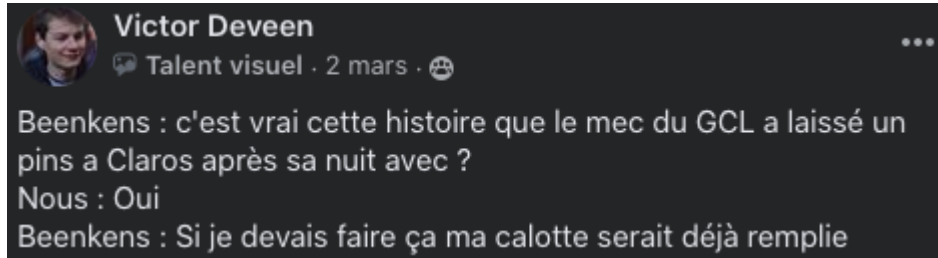 Victor Deveen
Talent visuel · 2 mars ·
Beenkens : c'est vrai cette histoire que le mec du GCL a laissé un
pins a Claros après sa nuit avec ?
Nous : Oui
Beenkens : Si je devais faire ça ma calotte serait déjà remplie